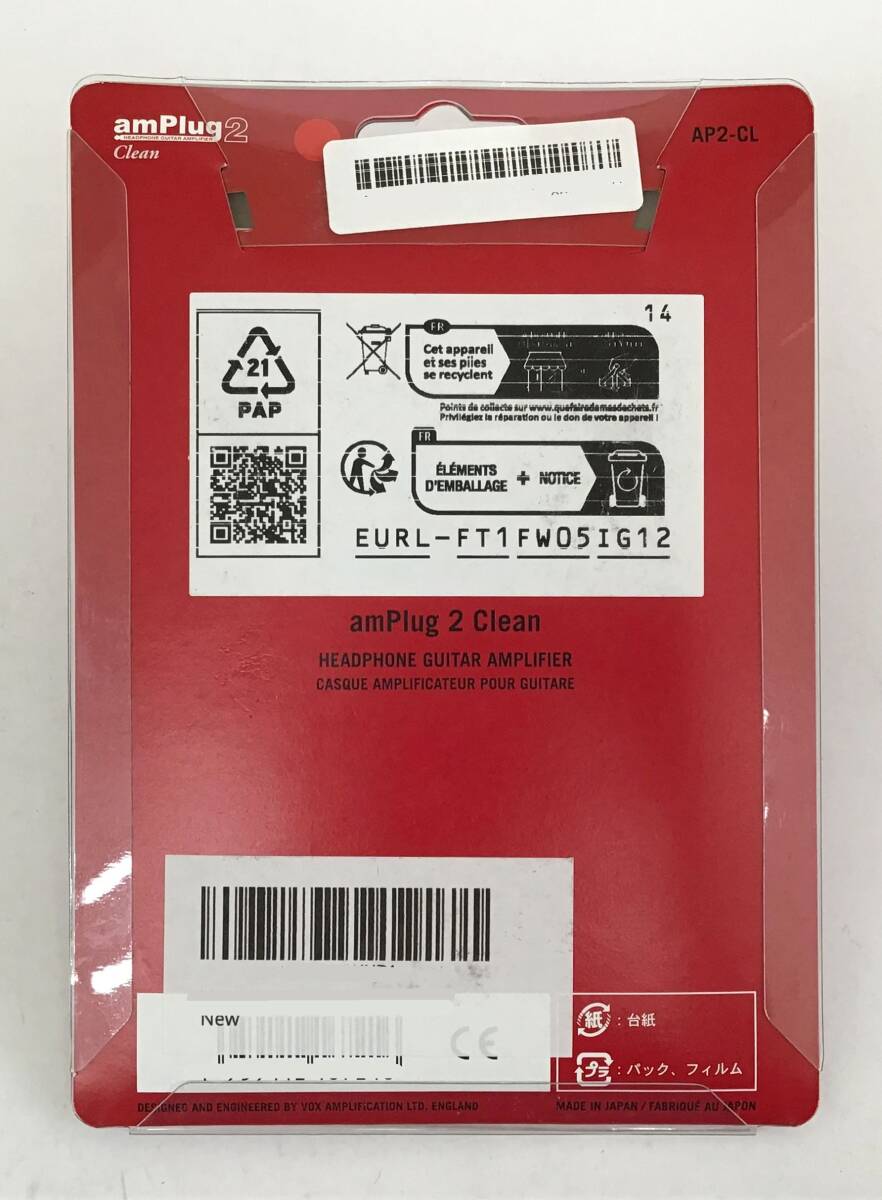 amPlug2
HEADPHONE GUITAR AMPLIFIER
Clean
AP2-CL
14
21
PAP
FR
Cet appareil
et ses piles
se recyclent
Points de collecte sur www.quefairedemesdechets.fr
Privilégiez la réparation ou le don de votre appareil !
FR
ÉLÉMENTS
D'EMBALLAGE
+ NOTICE
EURL-FT1FW05IG12
amPlug 2 Clean
HEADPHONE GUITAR AMPLIFIER
CASQUE AMPLIFICATEUR POUR GUITARE
New
CE
紙 : 台紙
プラ : パック、フィルム
DESIGNED AND ENGINEERED BY VOX AMPLIFICATION LTD. ENGLAND
MADE IN JAPAN / FABRIQUÉ AU JAPON